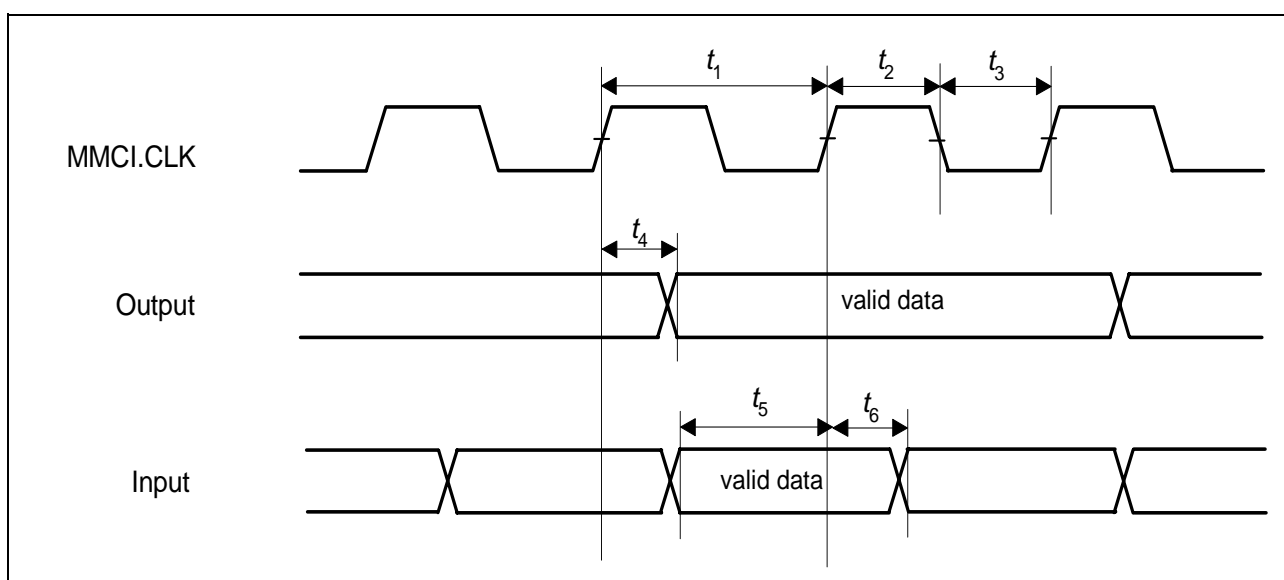 t1 t2 t3
MMCI.CLK
t4
Output valid data
t5 t6
Input valid data